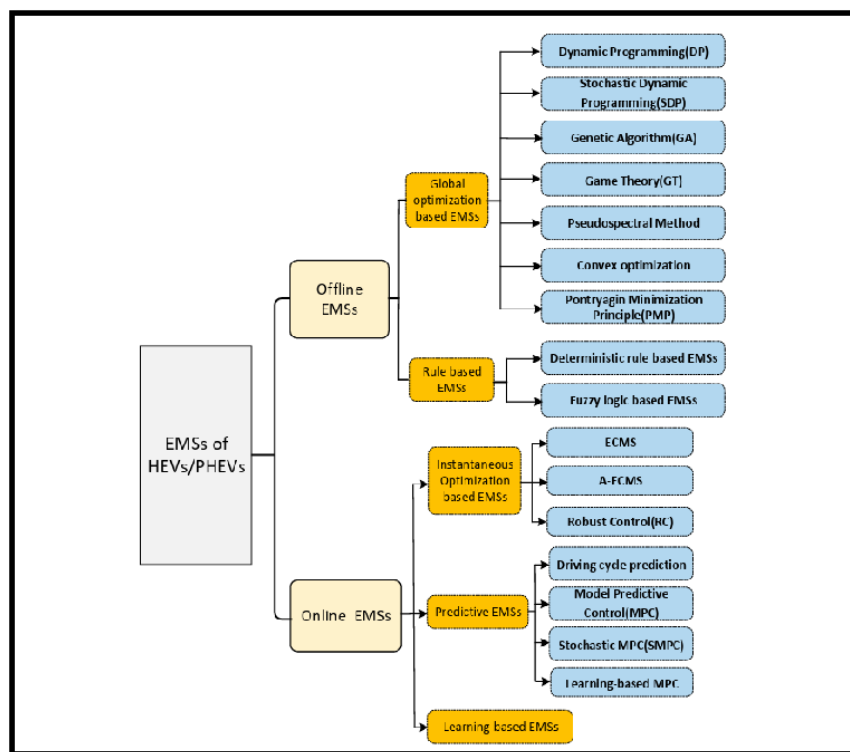 Dynamic Programming(DP)
Stochastic Dynamic
Programming(SDP)
Genetic Algorithm(GA)
Global
optimization
based EMSs
Game Theory(GT)
Pseudospectral Method
Convex optimization
Offline
EMSs
Pontryagin Minimization
Principle(PMP)
Rule based
EMSs
Deterministic rule based EMSs
Fuzzy logic based EMSs
EMSs of
HEVs/PHEVs
Instantaneous
Optimization
based EMSs
ECMS
A-ECMS
Robust Control(RC)
Online EMSs
Predictive EMSs
Driving cycle prediction
Model Predictive
Control(MPC)
Stochastic MPC(SMPC)
Learning-based MPC
Learning-based EMSs